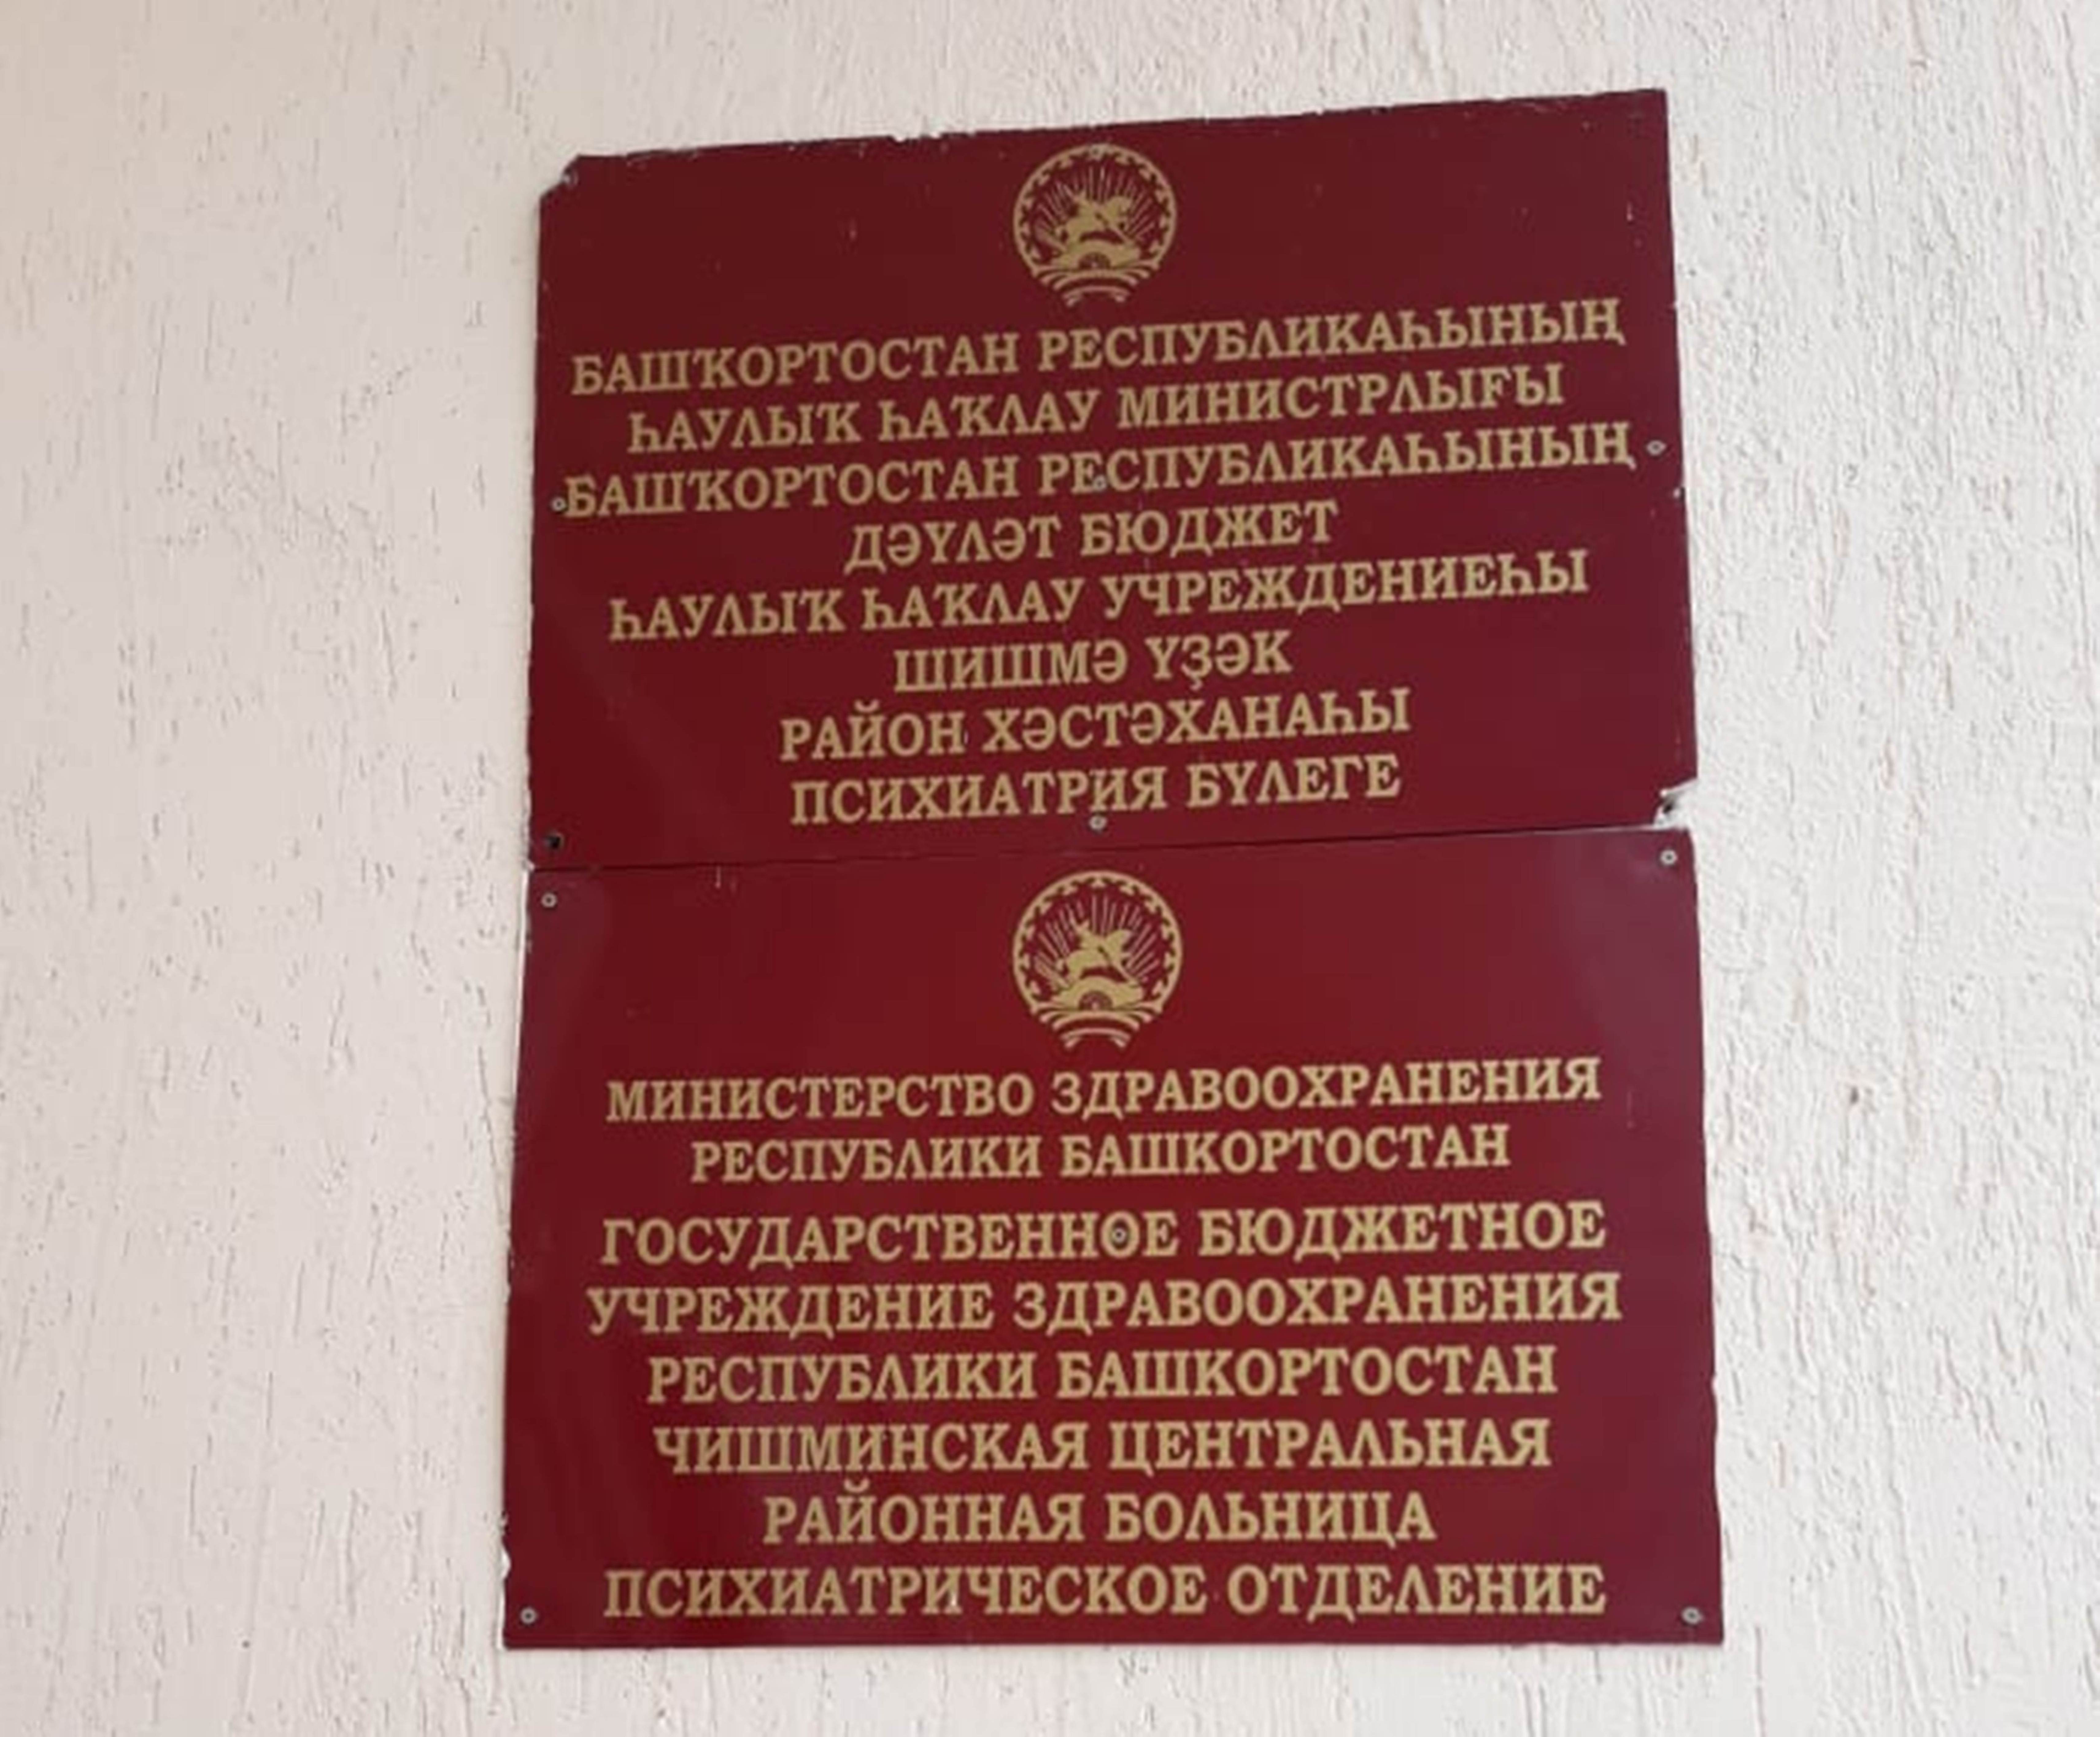 БАШҠОРТОСТАН РЕСПУБЛИКАҺЫНЫҢ
ҺАУЛЫҠ ҺАҠЛАУ МИНИСТРЛЫҒЫ
БАШҠОРТОСТАН РЕСПУБЛИКАҺЫНЫҢ
ДӘҮЛӘТ БЮДЖЕТ
ҺАУЛЫҠ ҺАҠЛАУ УЧРЕЖДЕНИЕҺЫ
ШИШМӘ ҮҘӘК
РАЙОН ХӘСТӘХАНАҺЫ
ПСИХИАТРИЯ БҮЛЕГЕ
МИНИСТЕРСТВО ЗДРАВООХРАНЕНИЯ
РЕСПУБЛИКИ БАШКОРТОСТАН
ГОСУДАРСТВЕННОЕ БЮДЖЕТНОЕ
УЧРЕЖДЕНИЕ ЗДРАВООХРАНЕНИЯ
РЕСПУБЛИКИ БАШКОРТОСТАН
ЧИШМИНСКАЯ ЦЕНТРАЛЬНАЯ
РАЙОННАЯ БОЛЬНИЦА
ПСИХИАТРИЧЕСКОЕ ОТДЕЛЕНИЕ